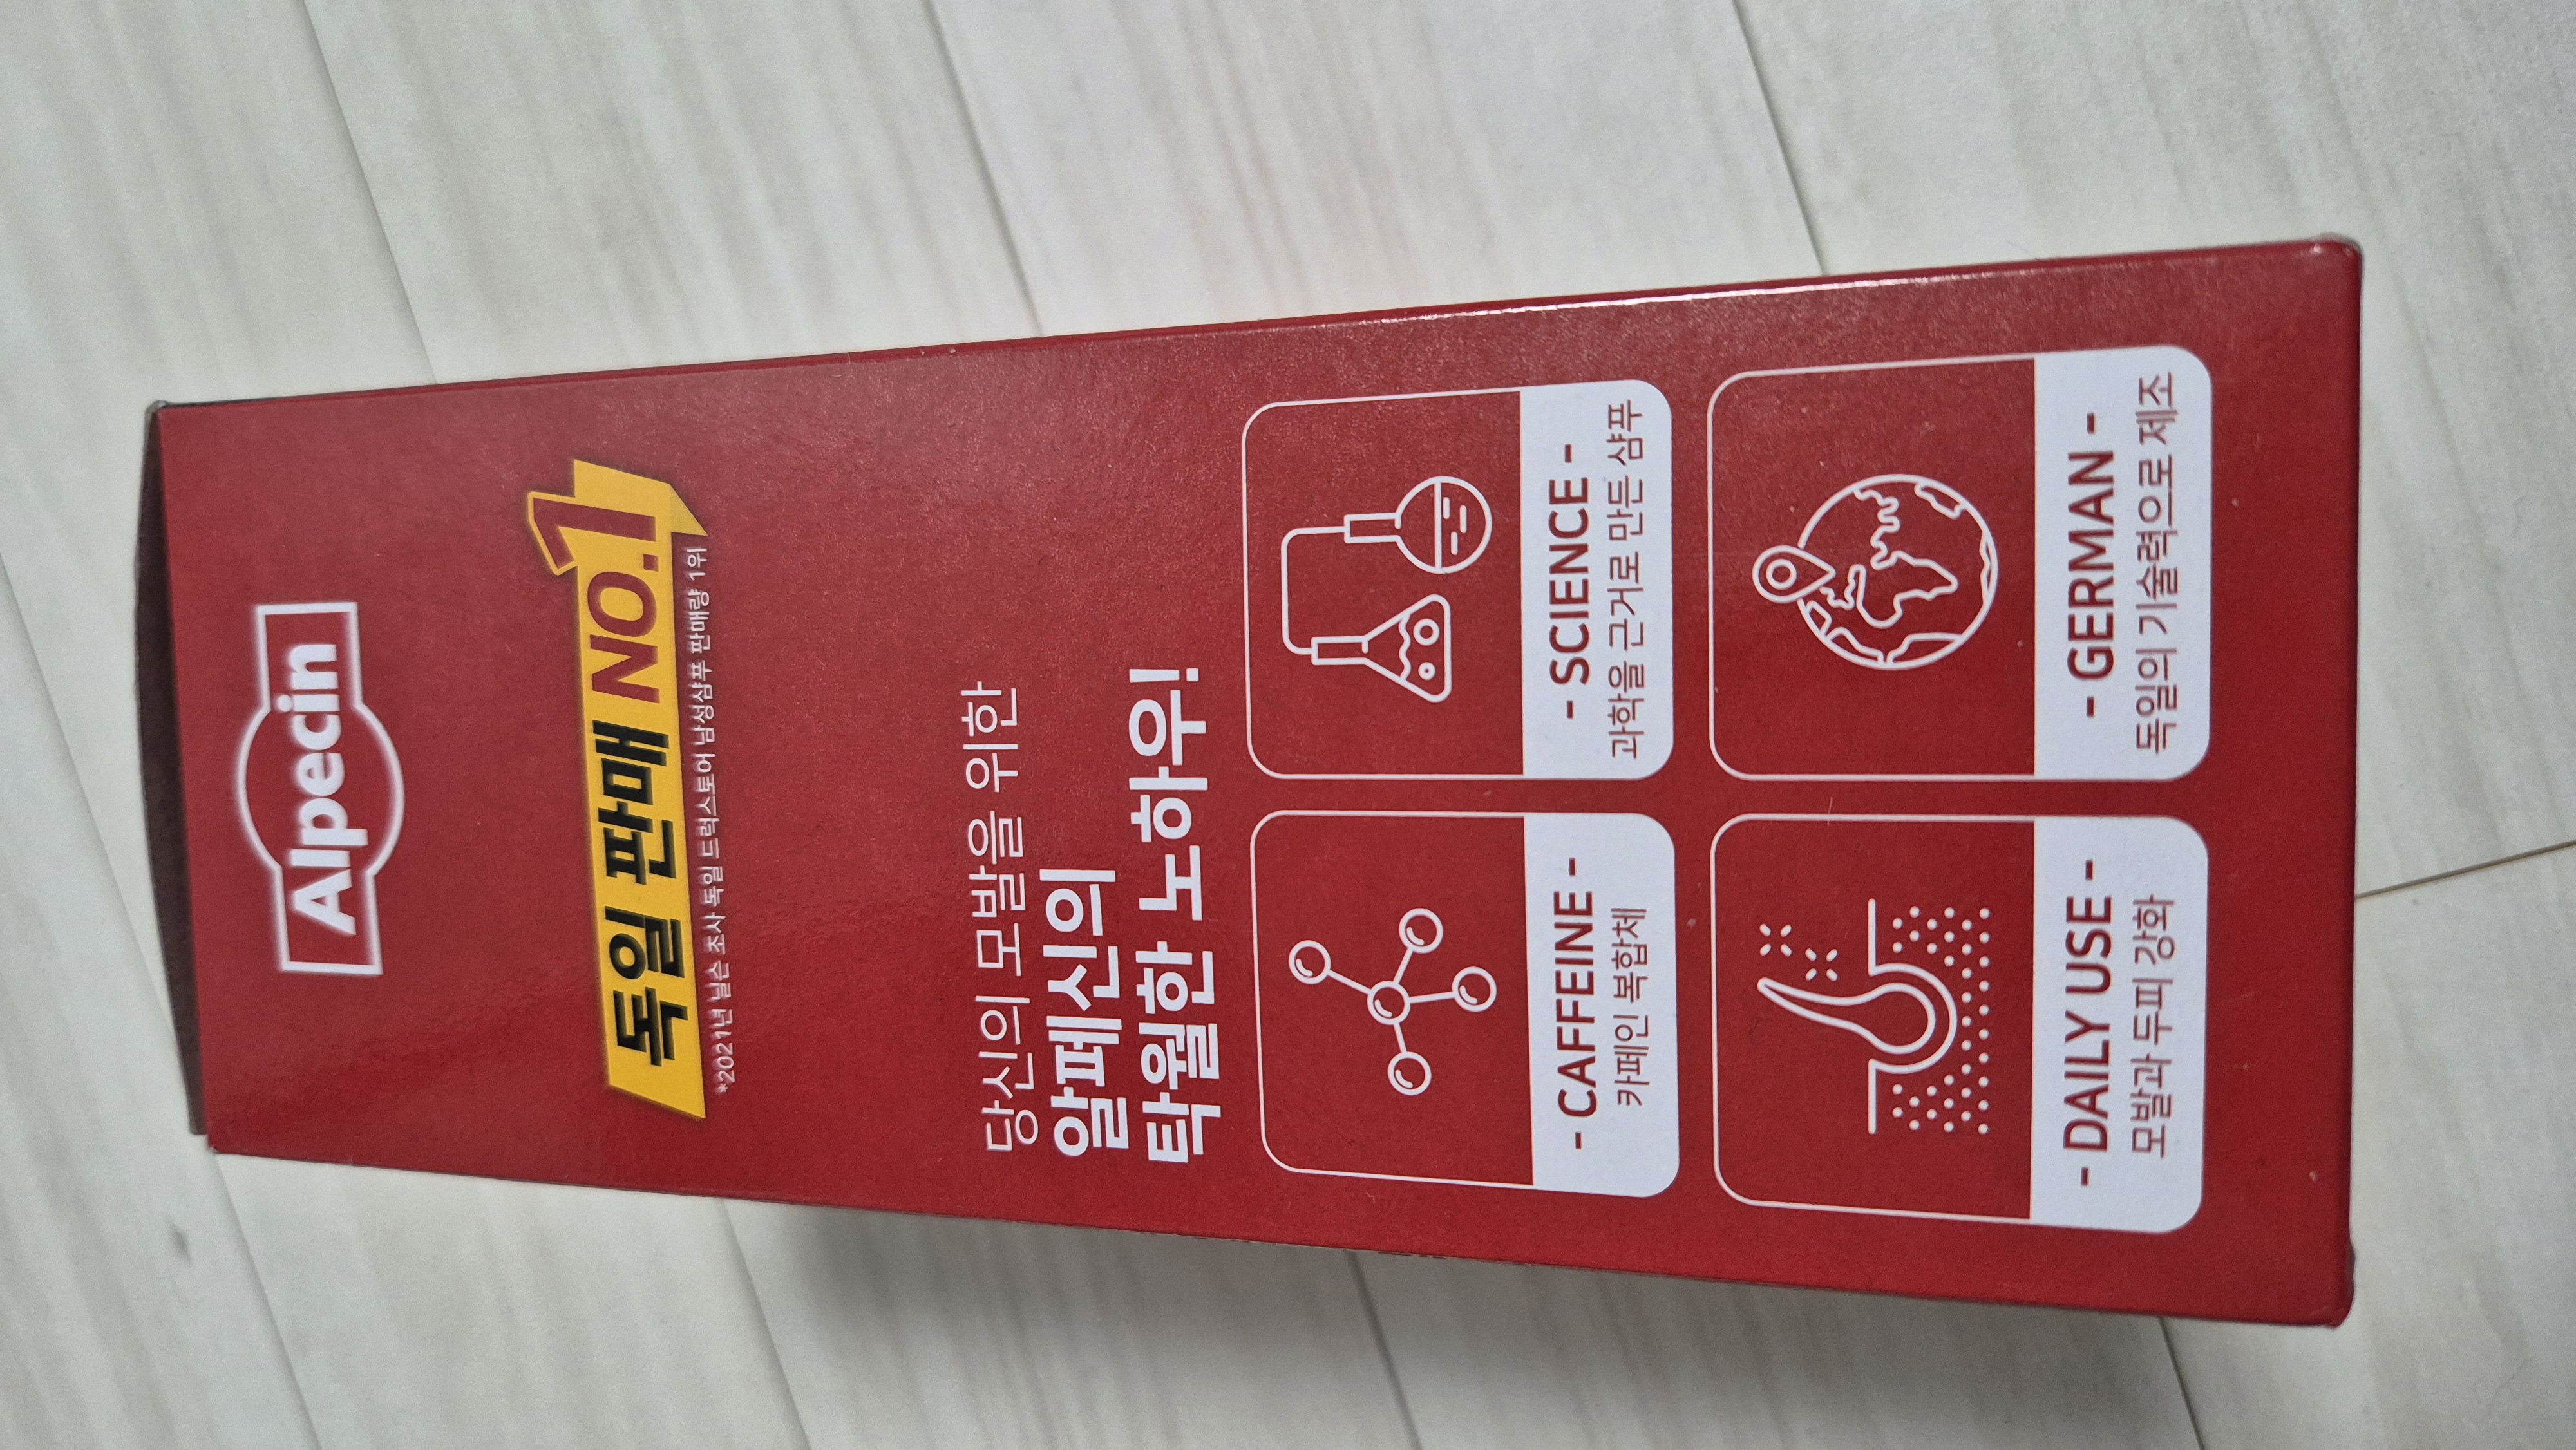 Alpecin
독일 판매 NO.1
*2021년 닐슨 조사 독일 드럭스토어 남성샴푸 판매량 1위
당신의 모발을 위한
알페신의
탁월한 노하우!
- CAFFEINE -
카페인 복합체
- SCIENCE -
과학을 근거로 만든 샴푸
- DAILY USE -
모발과 두피 강화
- GERMAN -
독일의 기술력으로 제조